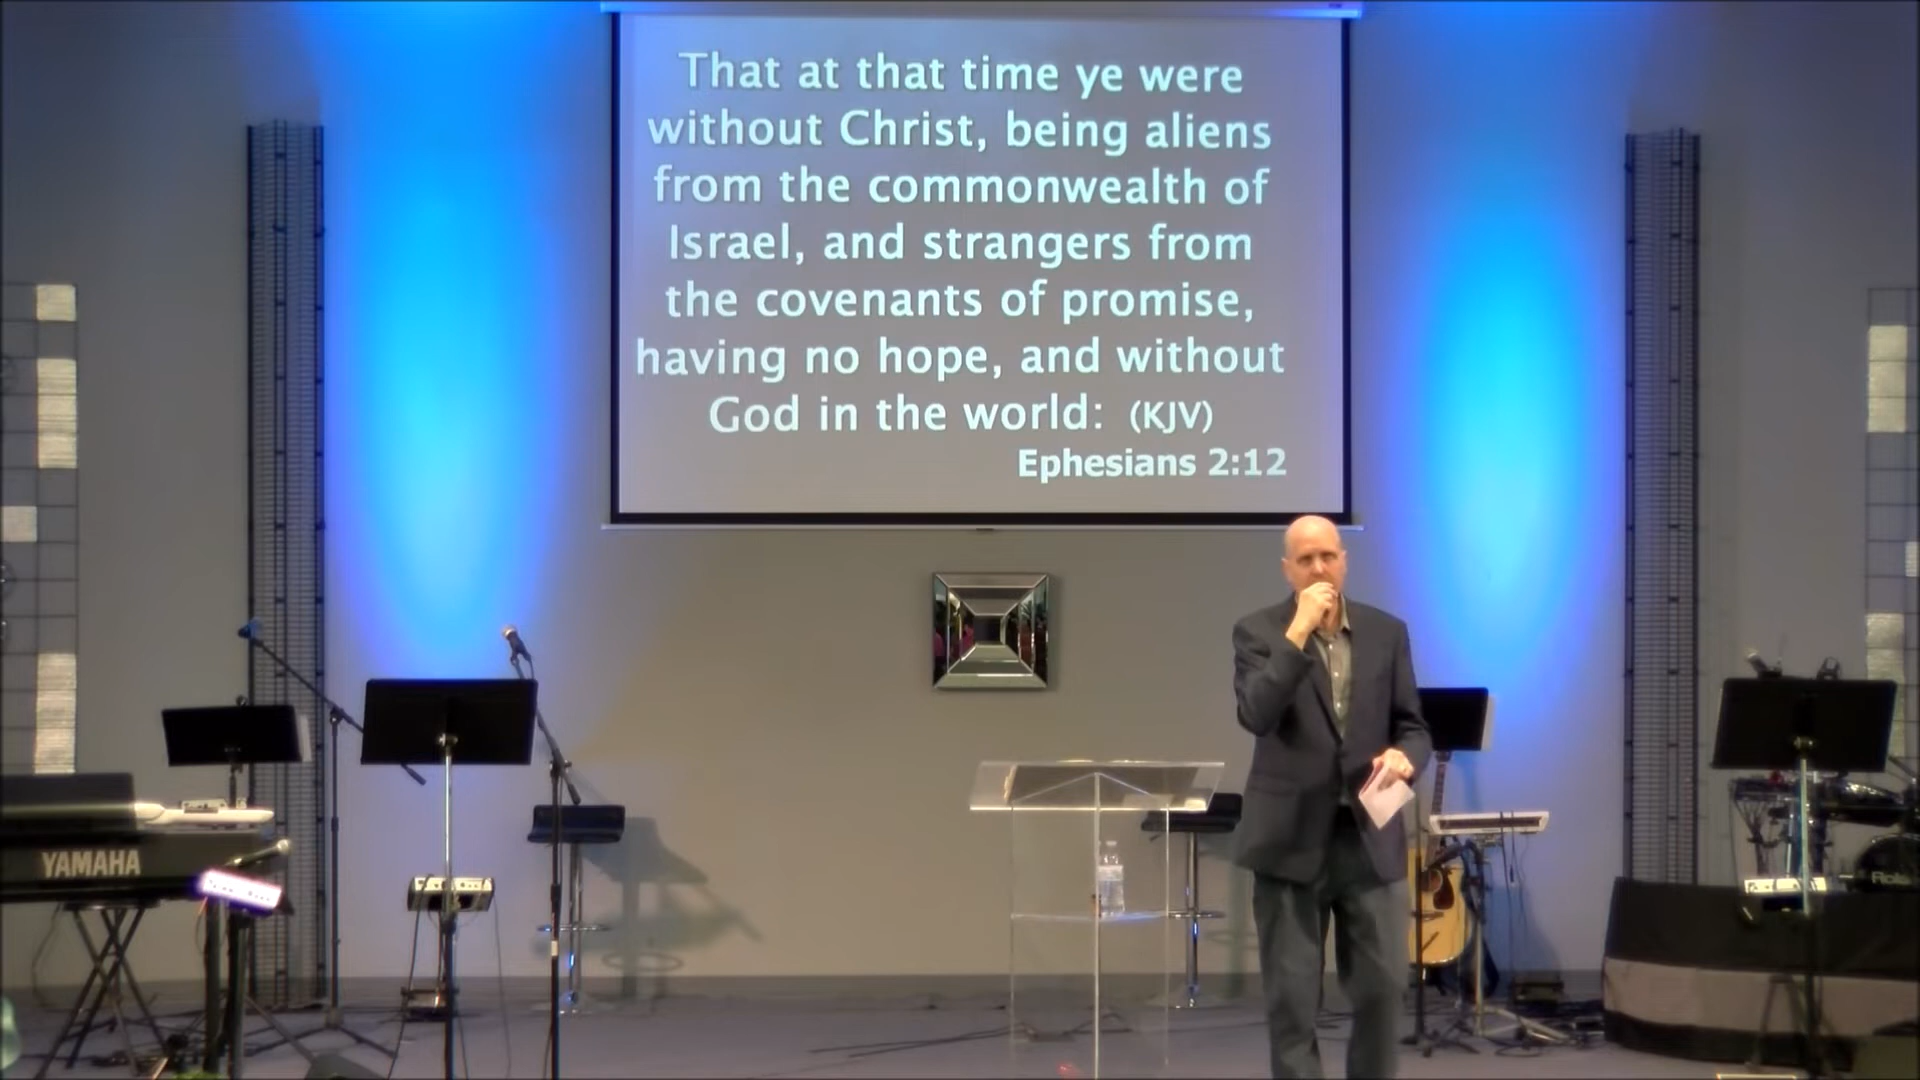 That at that time ye were
without Christ, being aliens
from the commonwealth of
Israel, and strangers from
the covenants of promise,
having no hope, and without
God in the world: (KJV)
Ephesians 2:12
YAMAHA
Roland